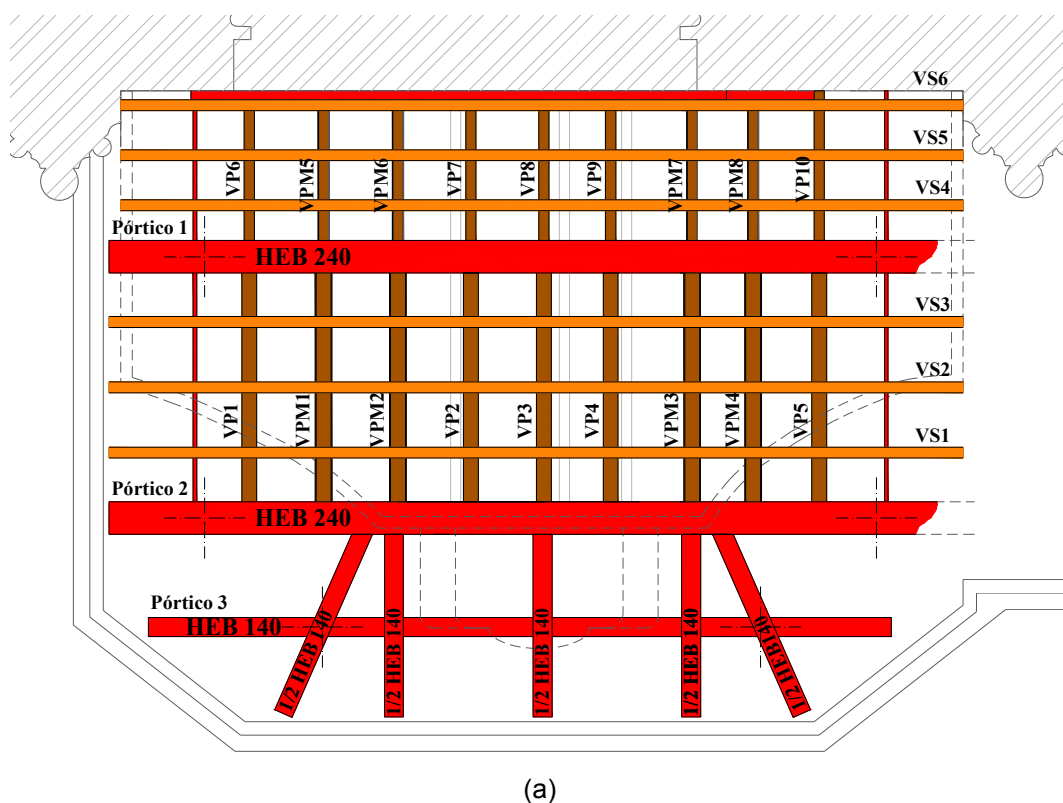 VS6
VS5
VS4
VP6
VPM5
VPM6
VP7
VP8
VP9
VPM7
VPM8
VP10
Pórtico 1
HEB 240
VS3
VS2
VP1
VPM1
VPM2
VP2
VP3
VP4
VPM3
VPM4
VP5
VS1
Pórtico 2
HEB 240
Pórtico 3
HEB 140
1/2 HEB 140
1/2 HEB 140
1/2 HEB 140
1/2 HEB 140
1/2 HEB140
(a)